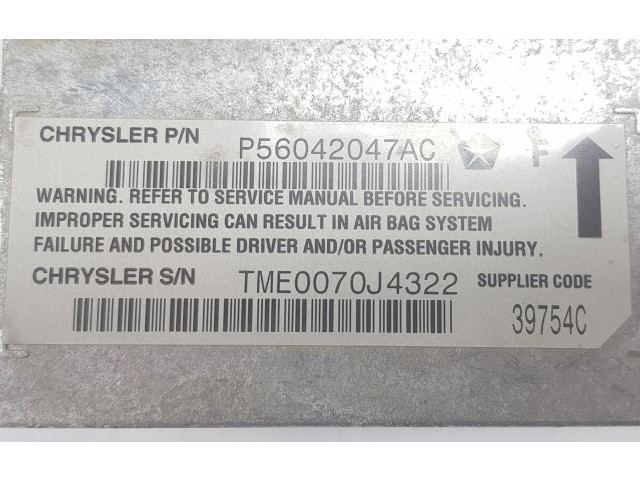 CHRYSLER P/N P56042047AC F
WARNING. REFER TO SERVICE MANUAL BEFORE SERVICING.
IMPROPER SERVICING CAN RESULT IN AIR BAG SYSTEM
FAILURE AND POSSIBLE DRIVER AND/OR PASSENGER INJURY.
CHRYSLER S/N TME0070J4322 SUPPLIER CODE
39754C